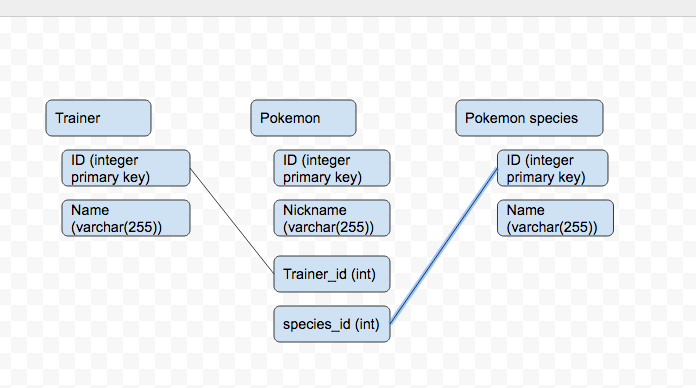 Trainer
ID (integer
primary key)
Name
(varchar(255))
Pokemon
ID (integer
primary key)
Nickname
(varchar(255))
Trainer_id (int)
species_id (int)
Pokemon species
ID (integer
primary key)
Name
(varchar(255))